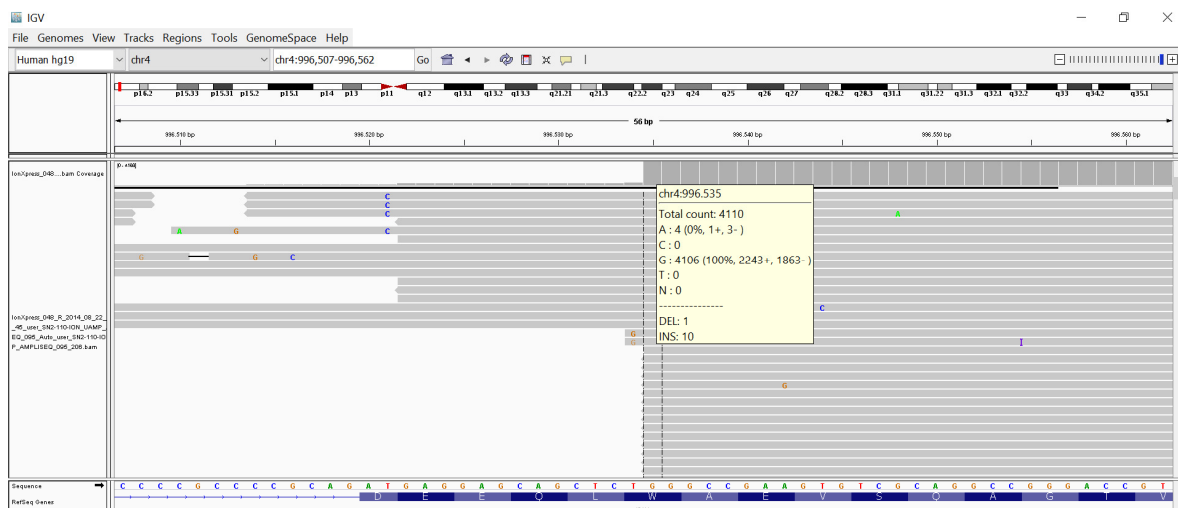 IGV
File Genomes View Tracks Regions Tools GenomeSpace Help
Human hg19 chr4 chr4:996,507-996,562 Go
p16.2 p15.33 p15.31 p15.2 p15.1 p14 p13 p11 q12 q13.1 q13.2 q13.3 q21.21 q21.3 q22.2 q23 q24 q25 q26 q27 q28.2 q28.3 q31.1 q31.22 q31.3 q32.1 q32.2 q33 q34.2 q35.1
56 bp
996.510 bp 996.520 bp 996.530 bp 996.540 bp 996.550 bp 996.560 bp
IonXpress_048....bam Coverage
chr4:996.535
Total count: 4110
A : 4 (0%, 1+, 3- )
C : 0
G : 4106 (100%, 2243+, 1863- )
T : 0
N : 0
---------------
DEL: 1
INS: 10
C
C
C A
A G C
G G C
C
G
G I
G
IonXpress_048_R_2014_08_22_
_45_user_SN2-110-ION_UAMP_
EQ_095_Auto_user_SN2-110-IO
P_AMPLISEQ_095_206.bam
Sequence C C C C G C C C C G C A G A T G A G G A G C A G C T C T G G G C C G A A G T G T C G C A G G C C G G G A C C G T
RefSeq Genes D E E Q L W A E V S Q A G T V